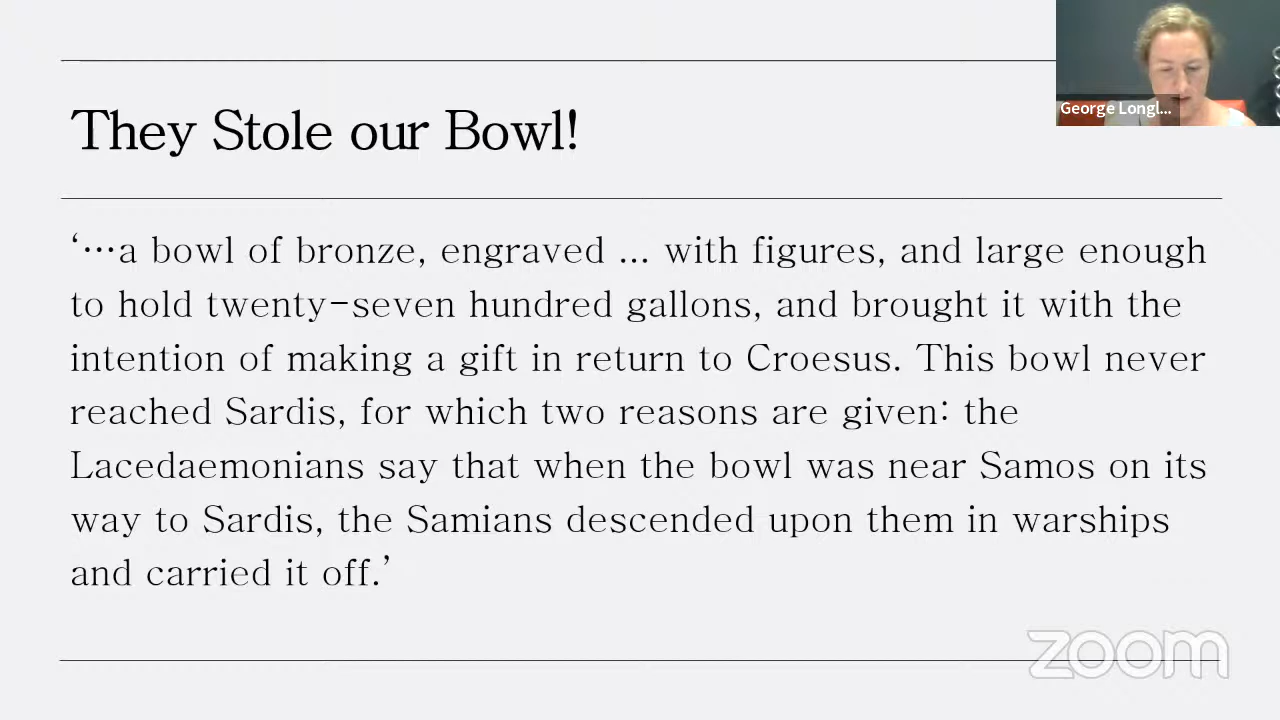 George Longl...
They Stole our Bowl!
‘…a bowl of bronze, engraved ... with figures, and large enough
to hold twenty-seven hundred gallons, and brought it with the
intention of making a gift in return to Croesus. This bowl never
reached Sardis, for which two reasons are given: the
Lacedaemonians say that when the bowl was near Samos on its
way to Sardis, the Samians descended upon them in warships
and carried it off.’
zoom